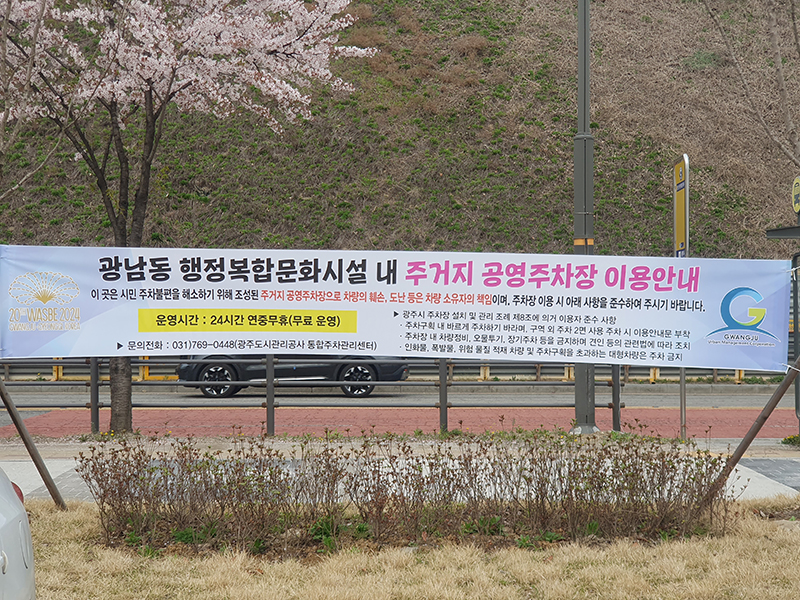 광남동 행정복합문화시설 내 주거지 공영주차장 이용안내
이 곳은 시민 주차불편을 해소하기 위해 조성된 주거지 공영주차장으로 차량의 훼손, 도난 등은 차량 소유자의 책임이며, 주차장 이용 시 아래 사항을 준수하여 주시기 바랍니다.
운영시간 : 24시간 연중무휴(무료 운영)
▶ 문의전화 : 031)769-0448(광주도시관리공사 통합주차관리센터)
▶ 광주시 주차장 설치 및 관리 조례 제8조에 의거 이용자 준수 사항
- 주차구획 내 바르게 주차하기 바라며, 구역 외 주차 2면 사용 주차 시 이용안내문 부착
- 주차장 내 차량정비, 오물투기, 장기주차 등을 금지하며 견인 등의 관련법에 따라 조치
- 인화물, 폭발물, 위험 물질 적재 차량 및 주차구획을 초과하는 대형차량은 주차 금지
20th WASBE 2024
G
GWANGJU
Urban Management Corporation